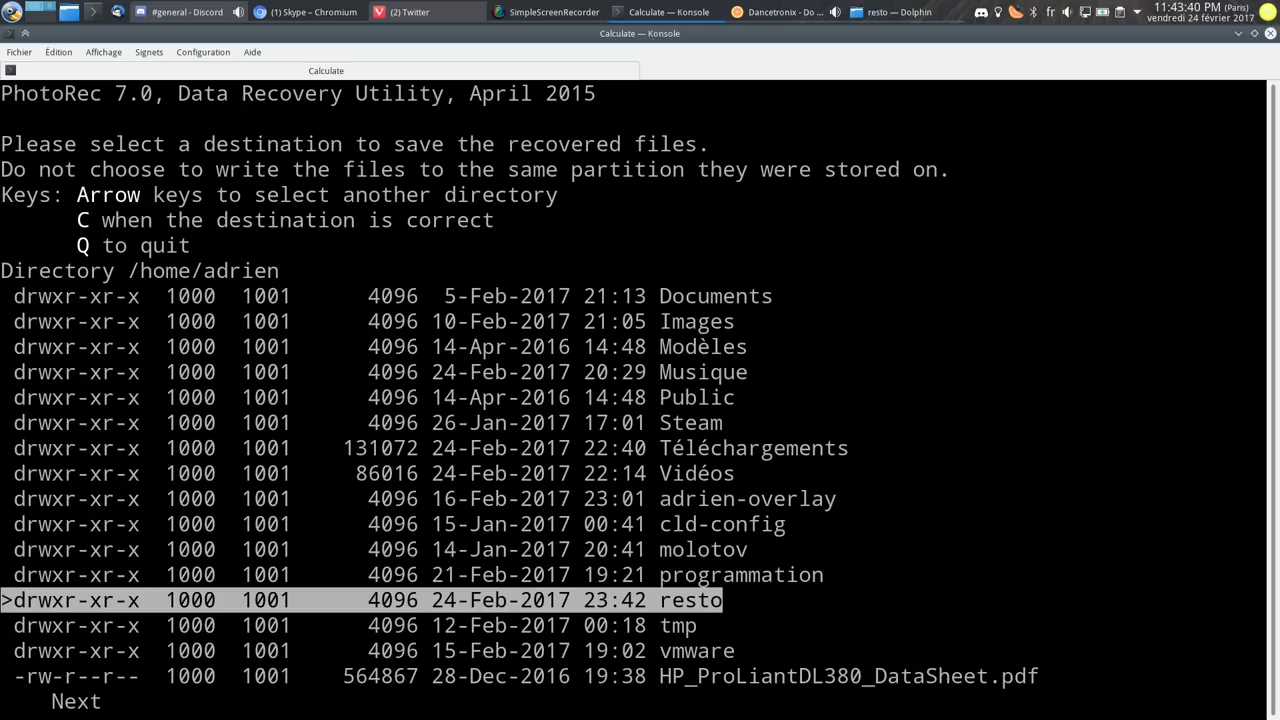 #general - Discord
(1) Skype – Chromium
(2) Twitter
SimpleScreenRecorder
Calculate — Konsole
Dancetronix - Do ...
resto — Dolphin
fr
11:43:40 PM (Paris)
vendredi 24 février 2017
Calculate — Konsole
Fichier Édition Affichage Signets Configuration Aide
Calculate
PhotoRec 7.0, Data Recovery Utility, April 2015
Please select a destination to save the recovered files.
Do not choose to write the files to the same partition they were stored on.
Keys: Arrow keys to select another directory
C when the destination is correct
Q to quit
Directory /home/adrien
drwxr-xr-x 1000 1001 4096 5-Feb-2017 21:13 Documents
drwxr-xr-x 1000 1001 4096 10-Feb-2017 21:05 Images
drwxr-xr-x 1000 1001 4096 14-Apr-2016 14:48 Modèles
drwxr-xr-x 1000 1001 4096 24-Feb-2017 20:29 Musique
drwxr-xr-x 1000 1001 4096 14-Apr-2016 14:48 Public
drwxr-xr-x 1000 1001 4096 26-Jan-2017 17:01 Steam
drwxr-xr-x 1000 1001 131072 24-Feb-2017 22:40 Téléchargements
drwxr-xr-x 1000 1001 86016 24-Feb-2017 22:14 Vidéos
drwxr-xr-x 1000 1001 4096 16-Feb-2017 23:01 adrien-overlay
drwxr-xr-x 1000 1001 4096 15-Jan-2017 00:41 cld-config
drwxr-xr-x 1000 1001 4096 14-Jan-2017 20:41 molotov
drwxr-xr-x 1000 1001 4096 21-Feb-2017 19:21 programmation
>drwxr-xr-x 1000 1001 4096 24-Feb-2017 23:42 resto
drwxr-xr-x 1000 1001 4096 12-Feb-2017 00:18 tmp
drwxr-xr-x 1000 1001 4096 15-Feb-2017 19:02 vmware
-rw-r--r-- 1000 1001 564867 28-Dec-2016 19:38 HP_ProLiantDL380_DataSheet.pdf
Next